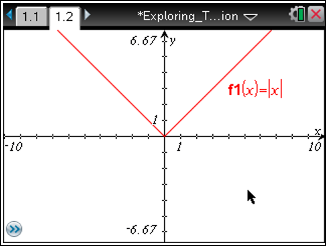 1.1 1.2 *Exploring_T...ion
6.67 y
f1(x)=|x|
1
x
-10 1 10
-6.67